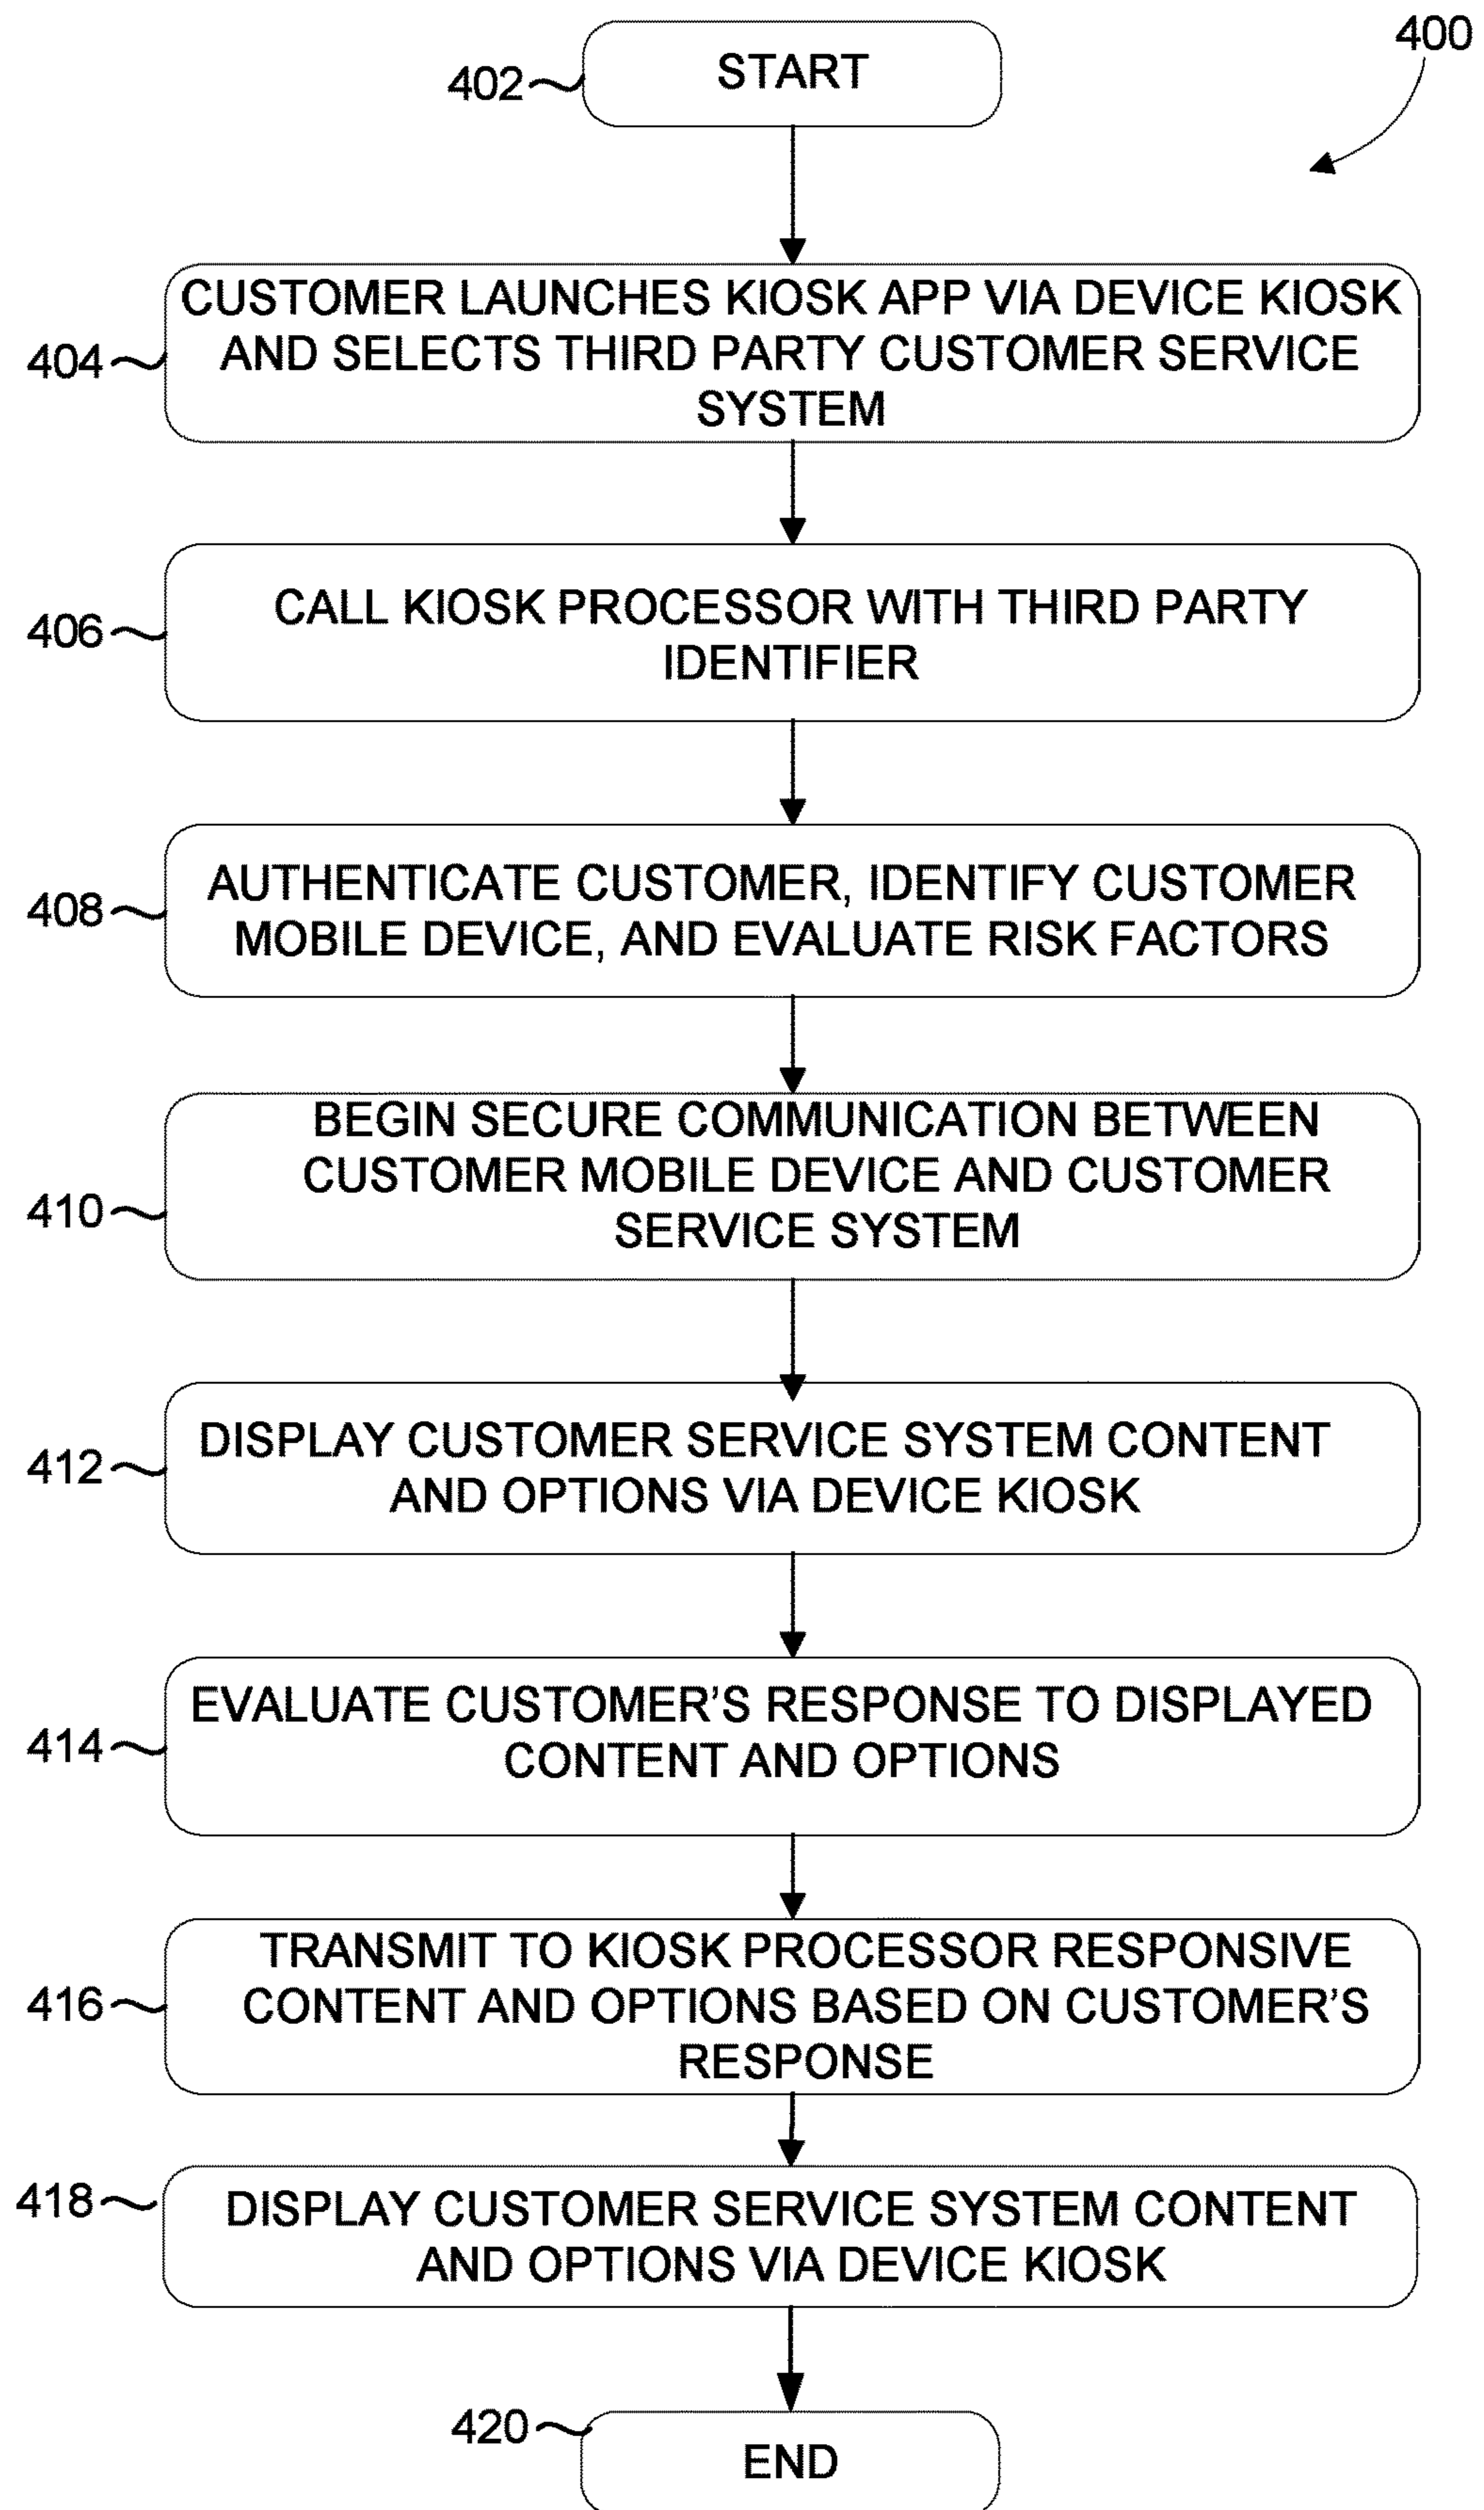 400
402
START
404
CUSTOMER LAUNCHES KIOSK APP VIA DEVICE KIOSK
AND SELECTS THIRD PARTY CUSTOMER SERVICE
SYSTEM
406
CALL KIOSK PROCESSOR WITH THIRD PARTY
IDENTIFIER
408
AUTHENTICATE CUSTOMER, IDENTIFY CUSTOMER
MOBILE DEVICE, AND EVALUATE RISK FACTORS
410
BEGIN SECURE COMMUNICATION BETWEEN
CUSTOMER MOBILE DEVICE AND CUSTOMER
SERVICE SYSTEM
412
DISPLAY CUSTOMER SERVICE SYSTEM CONTENT
AND OPTIONS VIA DEVICE KIOSK
414
EVALUATE CUSTOMER’S RESPONSE TO DISPLAYED
CONTENT AND OPTIONS
416
TRANSMIT TO KIOSK PROCESSOR RESPONSIVE
CONTENT AND OPTIONS BASED ON CUSTOMER’S
RESPONSE
418
DISPLAY CUSTOMER SERVICE SYSTEM CONTENT
AND OPTIONS VIA DEVICE KIOSK
420
END